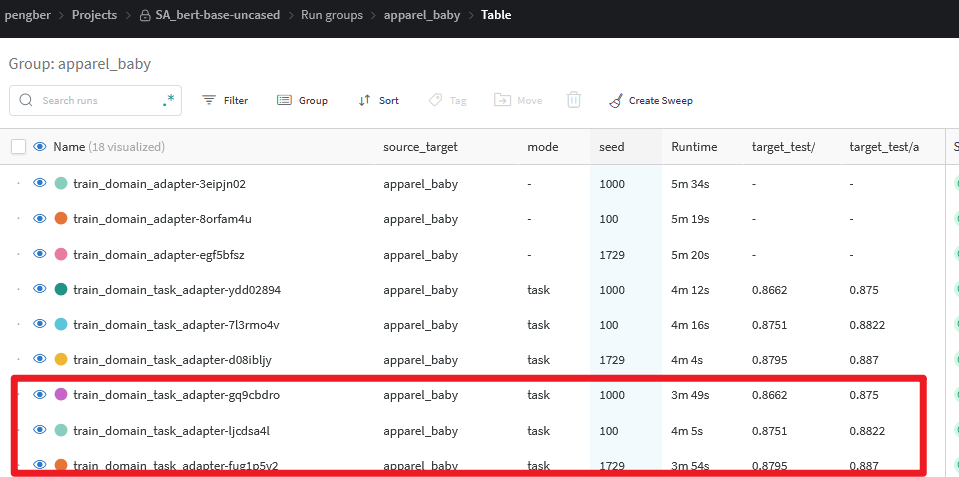 pengber > Projects > SA_bert-base-uncased > Run groups > apparel_baby > Table
Group: apparel_baby
Search runs .* Filter Group Sort Tag Move Create Sweep
Name (18 visualized) source_target mode seed Runtime target_test/ target_test/a S
train_domain_adapter-3eipjn02 apparel_baby - 1000 5m 34s - -
train_domain_adapter-8orfam4u apparel_baby - 100 5m 19s - -
train_domain_adapter-egf5bfsz apparel_baby - 1729 5m 20s - -
train_domain_task_adapter-ydd02894 apparel_baby task 1000 4m 12s 0.8662 0.875
train_domain_task_adapter-7l3rmo4v apparel_baby task 100 4m 16s 0.8751 0.8822
train_domain_task_adapter-d08ibljy apparel_baby task 1729 4m 4s 0.8795 0.887
train_domain_task_adapter-gq9cbdro apparel_baby task 1000 3m 49s 0.8662 0.875
train_domain_task_adapter-ljcdsa4l apparel_baby task 100 4m 5s 0.8751 0.8822
train_domain_task_adapter-fug1p5v2 apparel_baby task 1729 3m 54s 0.8795 0.887